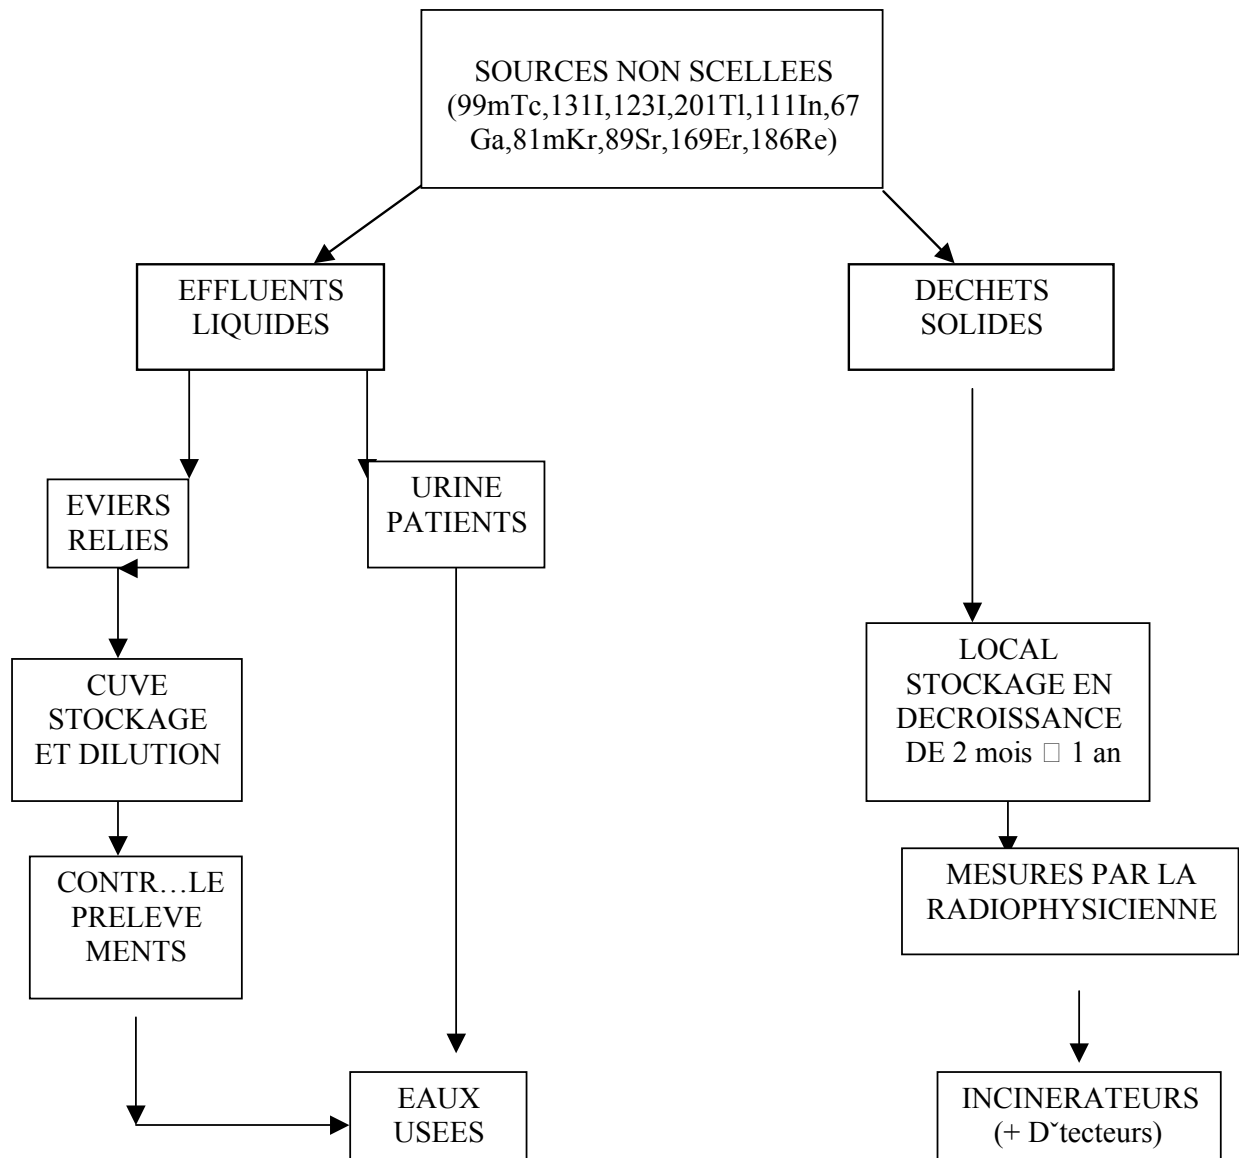 SOURCES NON SCELLEES
(99mTc,131I,123I,201Tl,111In,67
Ga,81mKr,89Sr,169Er,186Re)
EFFLUENTS
LIQUIDES
DECHETS
SOLIDES
EVIERS
RELIES
URINE
PATIENTS
CUVE
STOCKAGE
ET DILUTION
LOCAL
STOCKAGE EN
DECROISSANCE
DE 2 mois □ 1 an
CONTR…LE
PRELEVE
MENTS
MESURES PAR LA
RADIOPHYSICIENNE
EAUX
USEES
INCINERATEURS
(+ Dˇtecteurs)